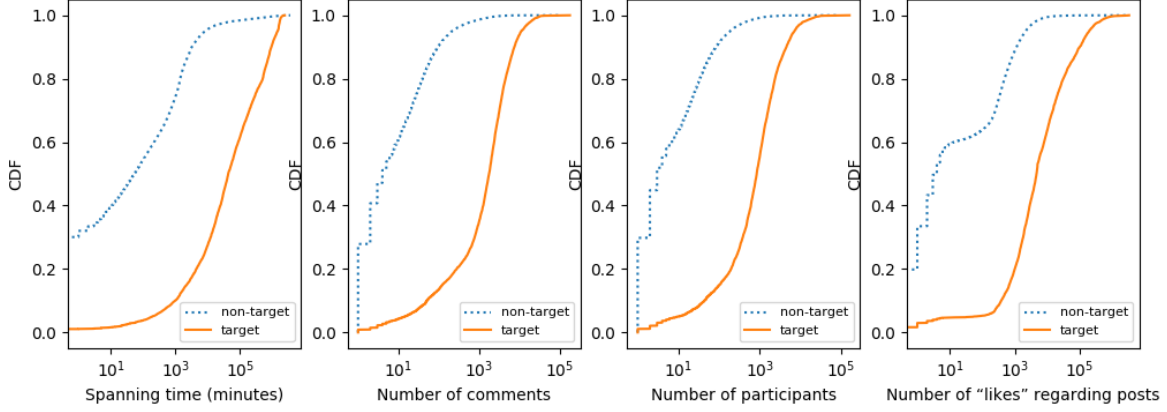 CDF
1.0
0.8
0.6
0.4
0.2
0.0
10^1
10^3
10^5
Spanning time (minutes)
non-target
target
CDF
1.0
0.8
0.6
0.4
0.2
0.0
10^1
10^3
10^5
Number of comments
non-target
target
CDF
1.0
0.8
0.6
0.4
0.2
0.0
10^1
10^3
10^5
Number of participants
non-target
target
CDF
1.0
0.8
0.6
0.4
0.2
0.0
10^1
10^3
10^5
Number of “likes” regarding posts
non-target
target